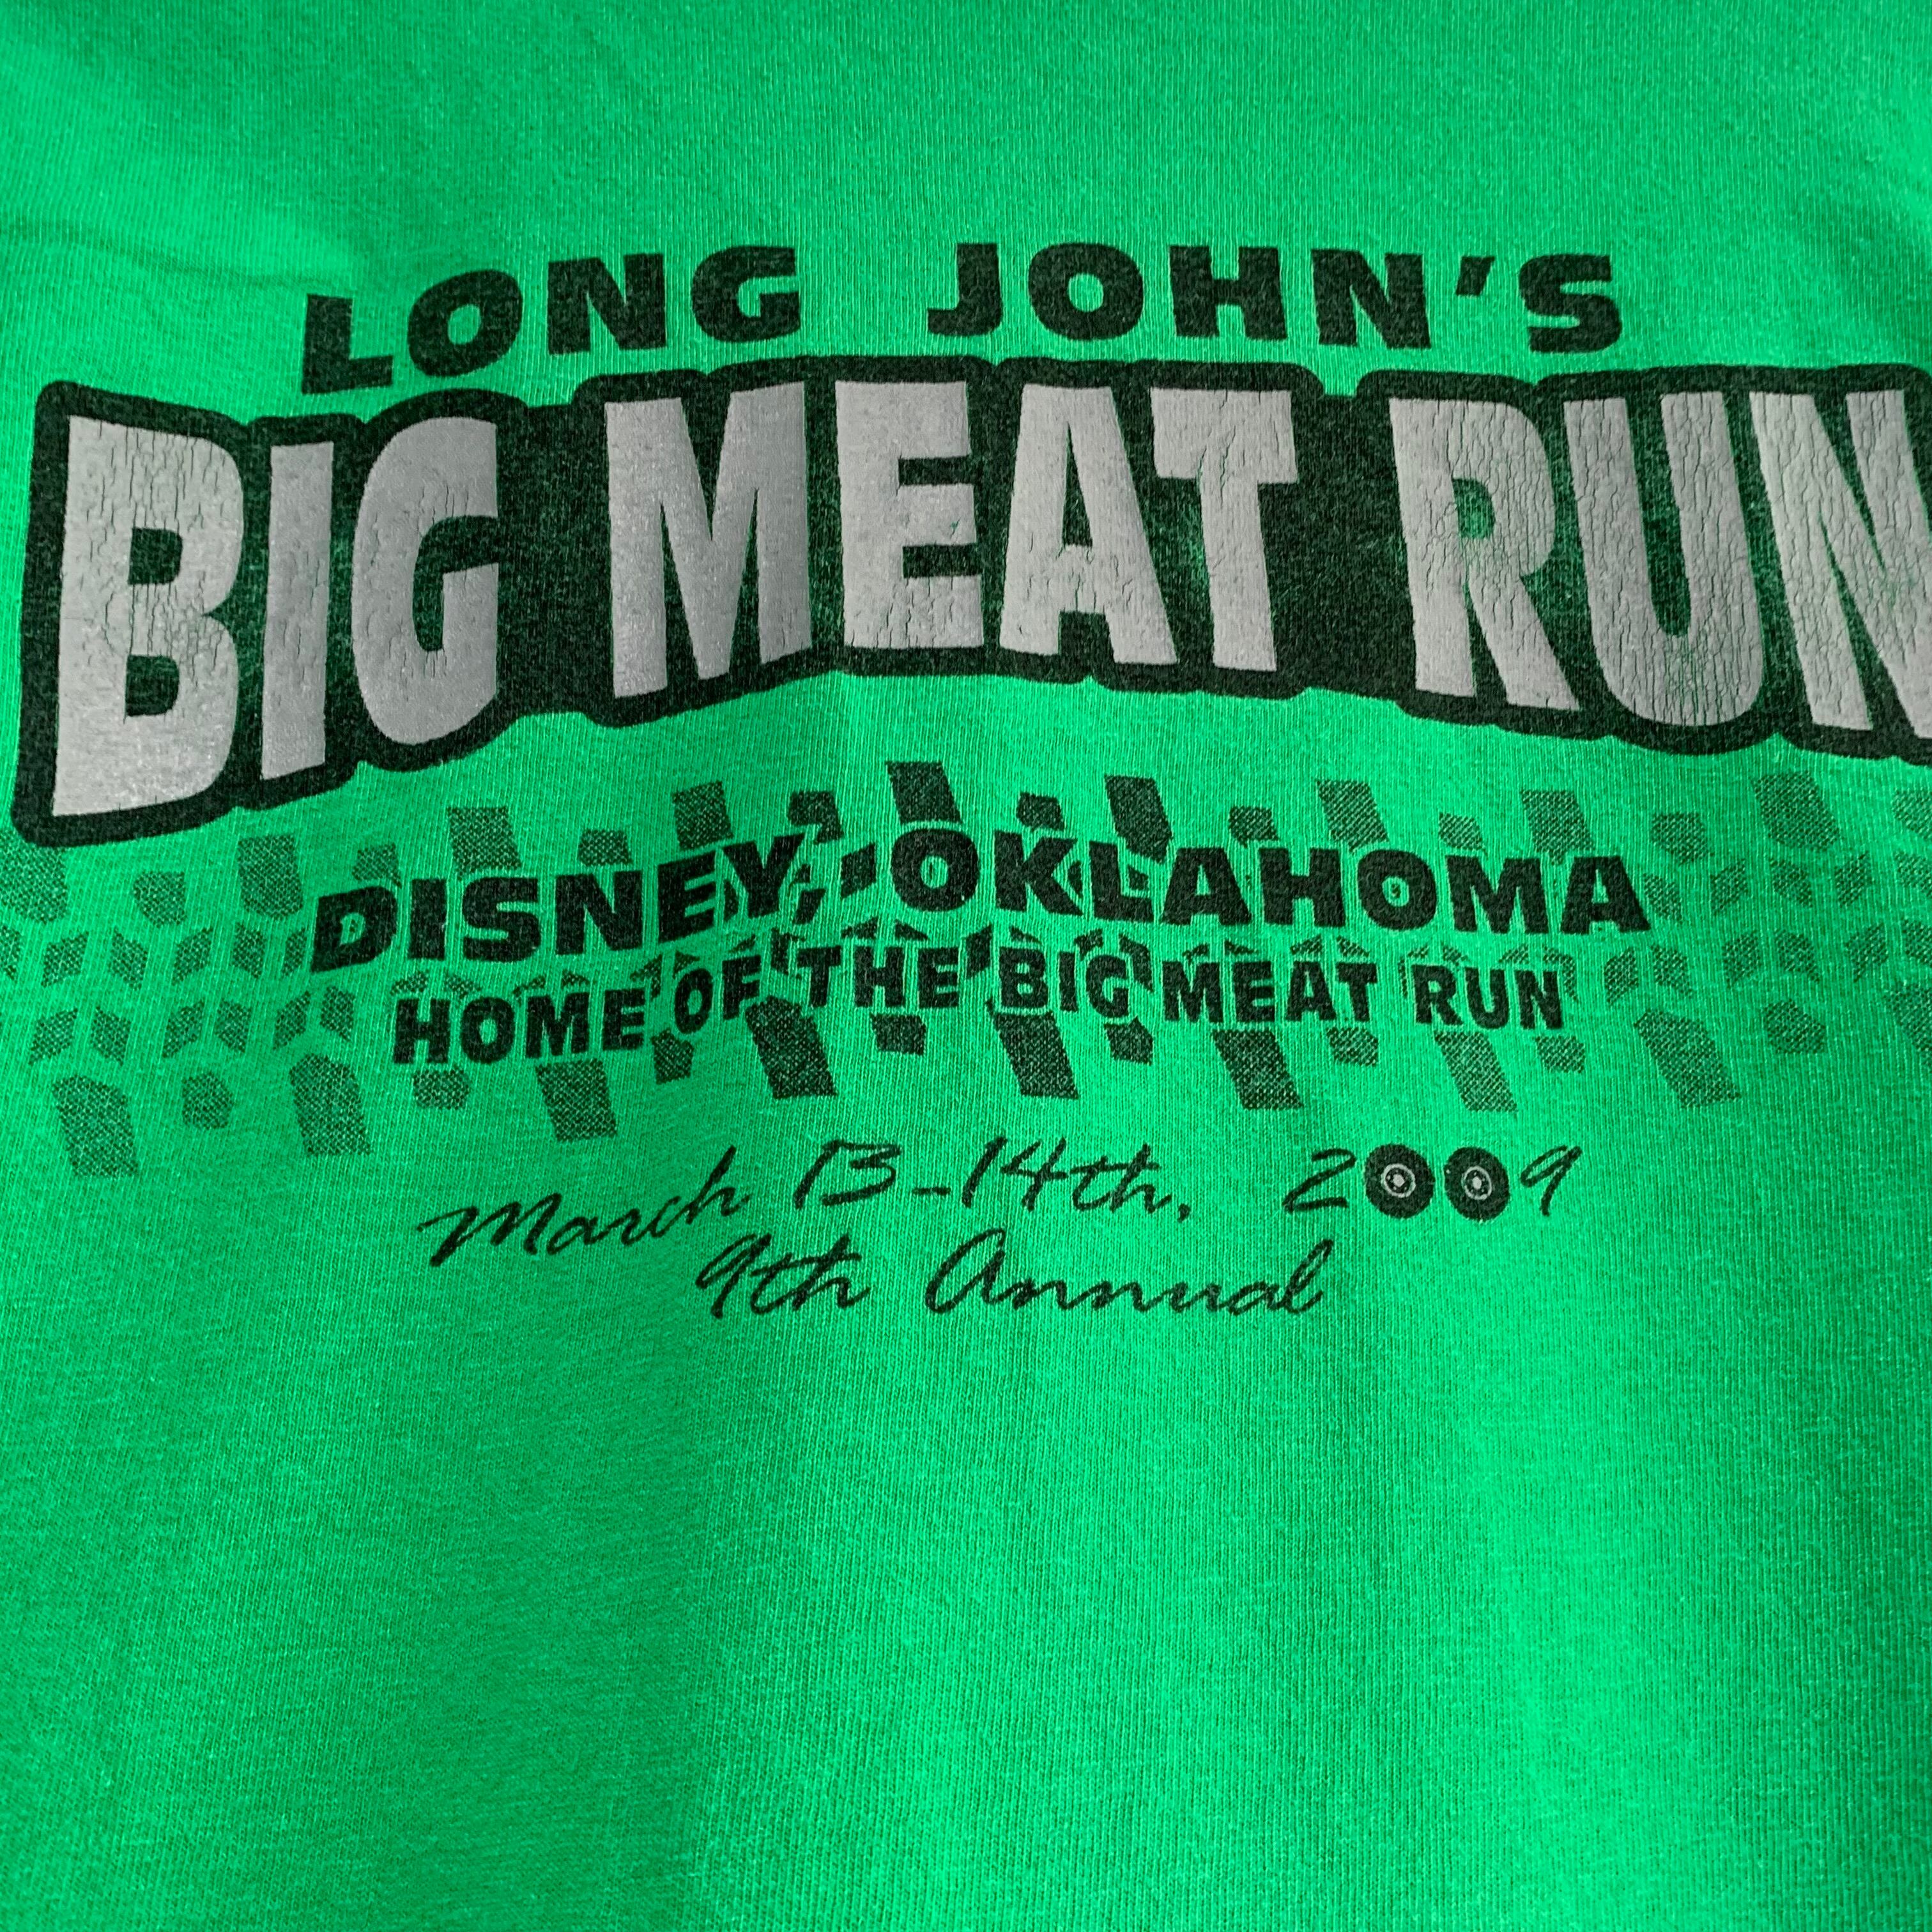 LONG JOHN'S
BIG MEAT RUN
DISNEY, OKLAHOMA
HOME OF THE BIG MEAT RUN
March 13-14th, 2009
9th Annual